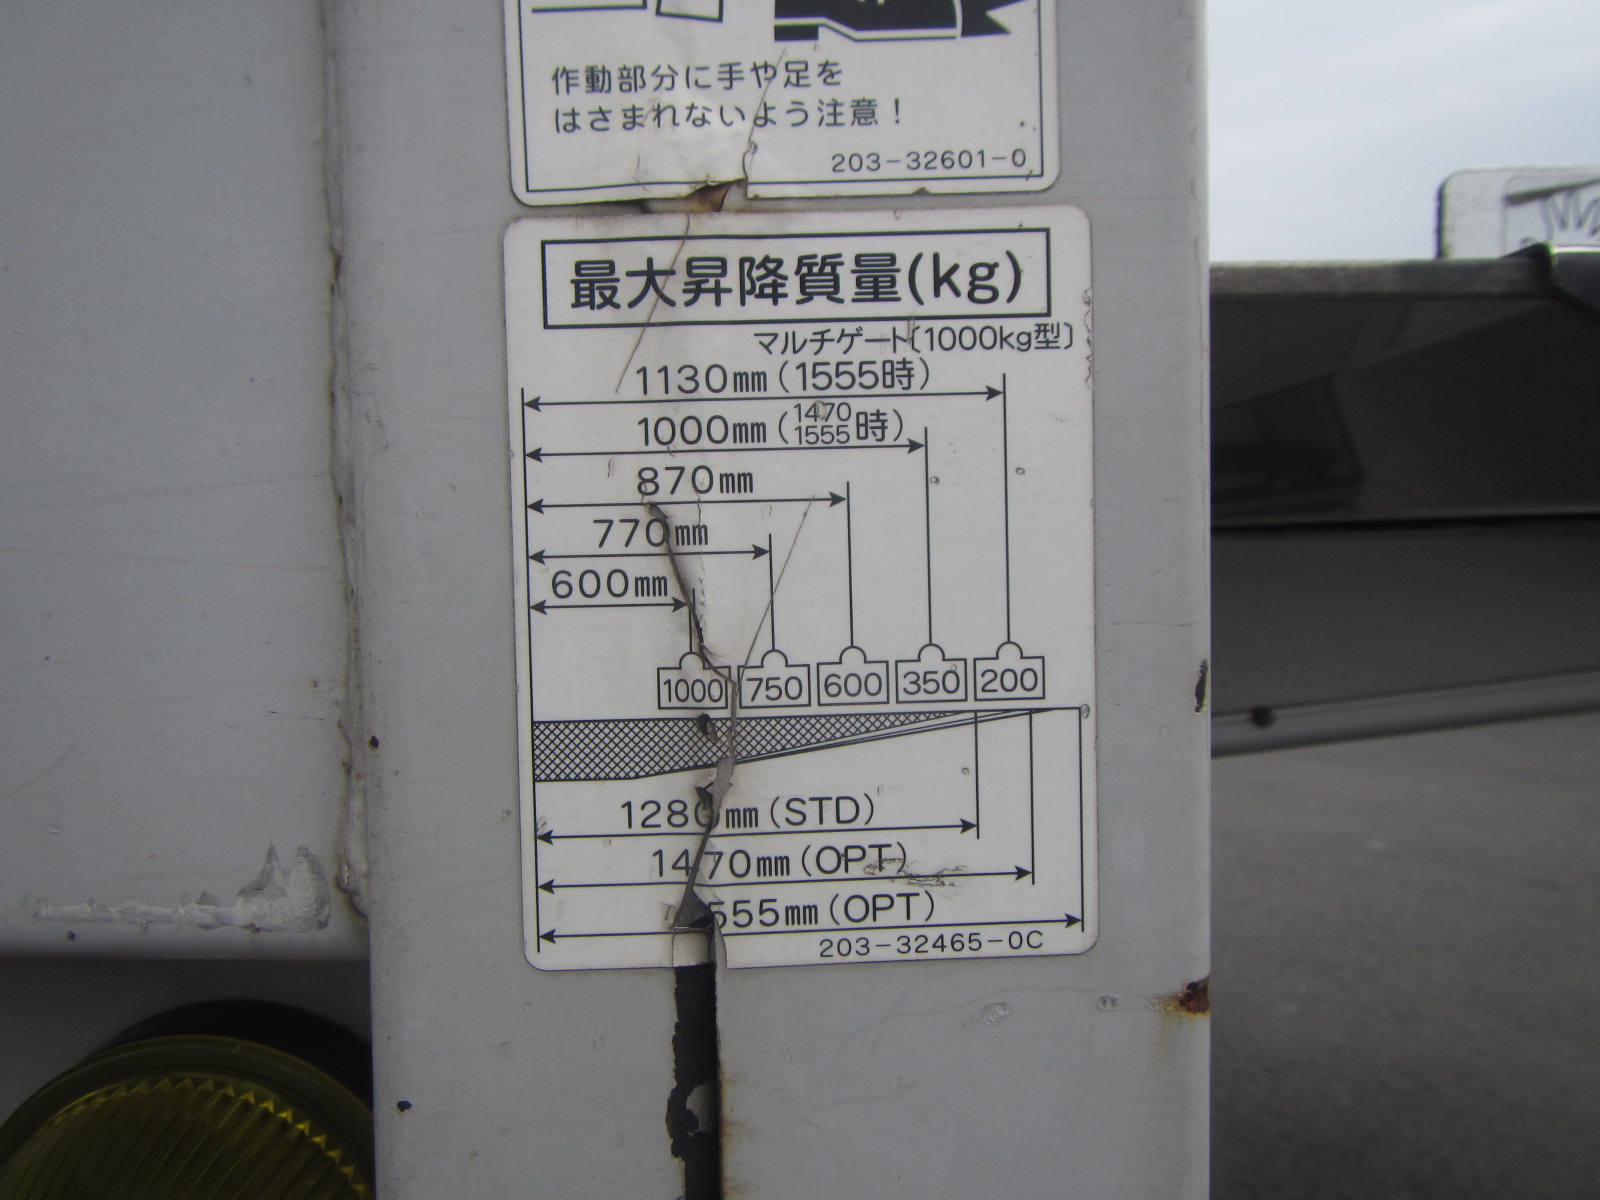 作動部分に手や足を
はさまれないよう注意！
203-32601-0
最大昇降質量(kg)
マルチゲート〔1000kg型〕
1130mm(1555時)
1000mm(1470 1555時)
870mm
770mm
600mm
1000 750 600 350 200
1280mm(STD)
1470mm(OPT)
555mm(OPT)
203-32465-0C